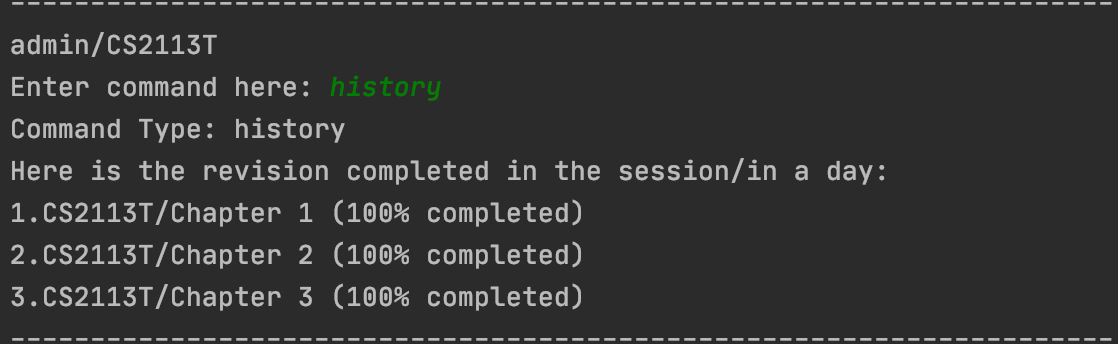 --------------------------------------------------------------------
admin/CS2113T
Enter command here: history
Command Type: history
Here is the revision completed in the session/in a day:
1.CS2113T/Chapter 1 (100% completed)
2.CS2113T/Chapter 2 (100% completed)
3.CS2113T/Chapter 3 (100% completed)
--------------------------------------------------------------------